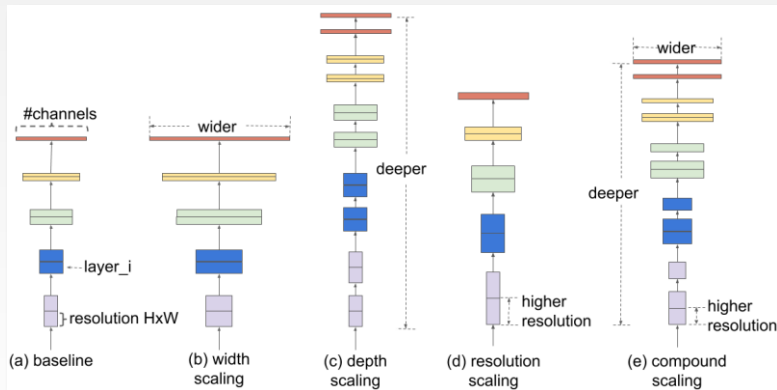 #channels
wider
deeper
wider
deeper
layer_i
resolution HxW
higher
resolution
higher
resolution
(a) baseline
(b) width
scaling
(c) depth
scaling
(d) resolution
scaling
(e) compound
scaling